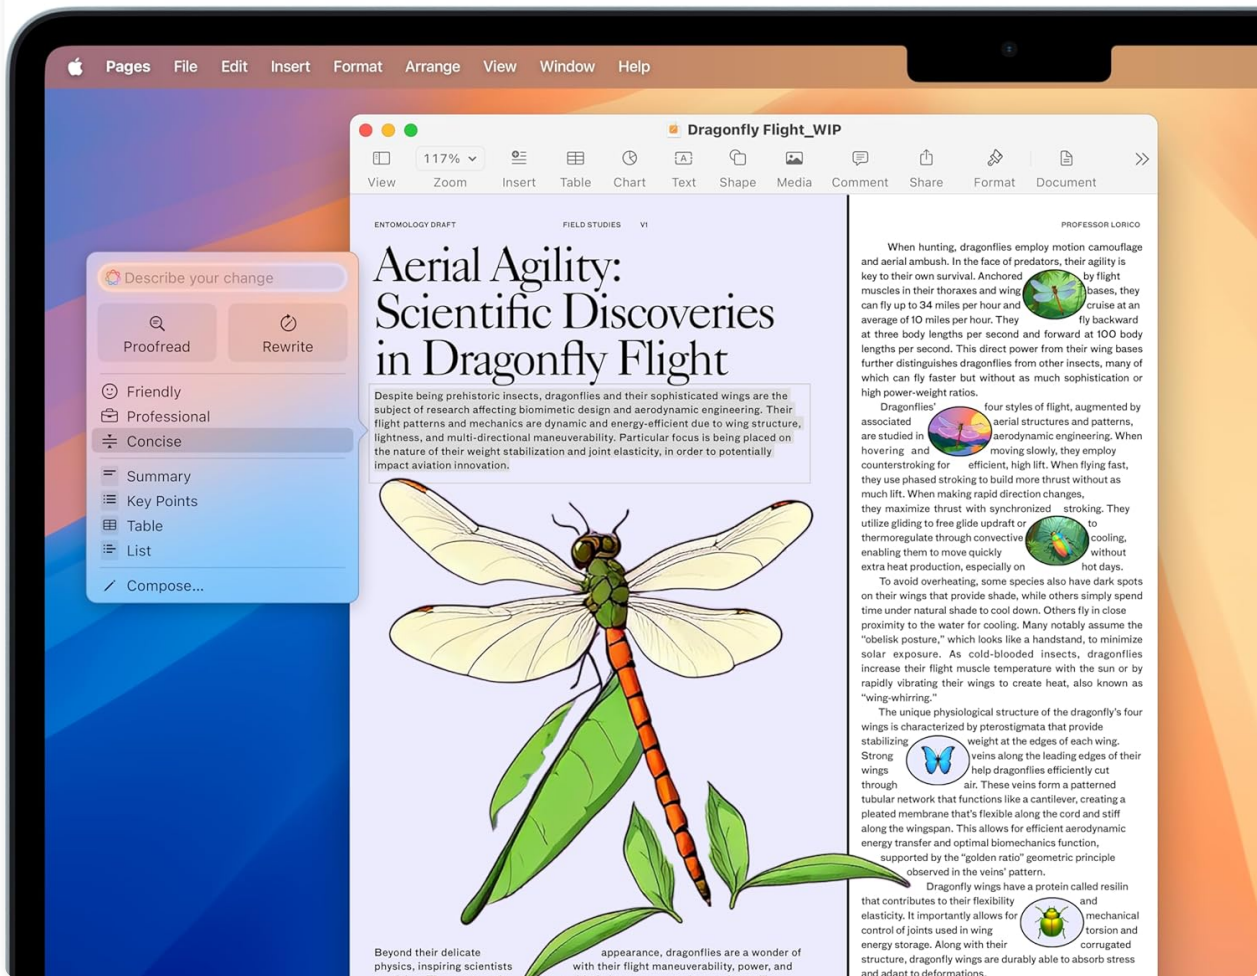 Pages File Edit Insert Format Arrange View Window Help
Dragonfly Flight_WIP
117%
View Zoom Insert Table Chart Text Shape Media Comment Share Format Document
Describe your change
Proofread Rewrite
Friendly
Professional
Concise
Summary
Key Points
Table
List
Compose...
ENTOMOLOGY DRAFT FIELD STUDIES V1
Aerial Agility:
Scientific Discoveries
in Dragonfly Flight
Despite being prehistoric insects, dragonflies and their sophisticated wings are the
subject of research affecting biomimetic design and aerodynamic engineering. Their
flight patterns and mechanics are dynamic and energy-efficient due to wing structure,
lightness, and multi-directional maneuverability. Particular focus is being placed on
the nature of their weight stabilization and joint elasticity, in order to potentially
impact aviation innovation.
Beyond their delicate appearance, dragonflies are a wonder of
physics, inspiring scientists with their flight maneuverability, power, and
PROFESSOR LORICO
When hunting, dragonflies employ motion camouflage
and aerial ambush. In the face of predators, their agility is
key to their own survival. Anchored by flight
muscles in their thoraxes and wing bases, they
can fly up to 34 miles per hour and cruise at an
average of 10 miles per hour. They fly backward
at three body lengths per second and forward at 100 body
lengths per second. This direct power from their wing bases
further distinguishes dragonflies from other insects, many of
which can fly faster but without as much sophistication or
high power-weight ratios.
Dragonflies' four styles of flight, augmented by
associated aerial structures and patterns,
are studied in aerodynamic engineering. When
hovering and moving slowly, they employ
counterstroking for efficient, high lift. When flying fast,
they use phased stroking to build more thrust without as
much lift. When making rapid direction changes,
they maximize thrust with synchronized stroking. They
utilize gliding to free glide updraft or to
thermoregulate through convective cooling,
enabling them to move quickly without
extra heat production, especially on hot days.
To avoid overheating, some species also have dark spots
on their wings that provide shade, while others simply spend
time under natural shade to cool down. Others fly in close
proximity to the water for cooling. Many notably assume the
"obelisk posture," which looks like a handstand, to minimize
solar exposure. As cold-blooded insects, dragonflies
increase their flight muscle temperature with the sun or by
rapidly vibrating their wings to create heat, also known as
"wing-whirring."
The unique physiological structure of the dragonfly's four
wings is characterized by pterostigmata that provide
stabilizing weight at the edges of each wing.
Strong veins along the leading edges of their
wings help dragonflies efficiently cut
through air. These veins form a patterned
tubular network that functions like a cantilever, creating a
pleated membrane that's flexible along the cord and stiff
along the wingspan. This allows for efficient aerodynamic
energy transfer and optimal biomechanics function,
supported by the "golden ratio" geometric principle
observed in the veins' pattern.
Dragonfly wings have a protein called resilin
that contributes to their flexibility and
elasticity. It importantly allows for mechanical
control of joints used in wing torsion and
energy storage. Along with their corrugated
structure, dragonfly wings are durably able to absorb stress
and adapt to deformations.